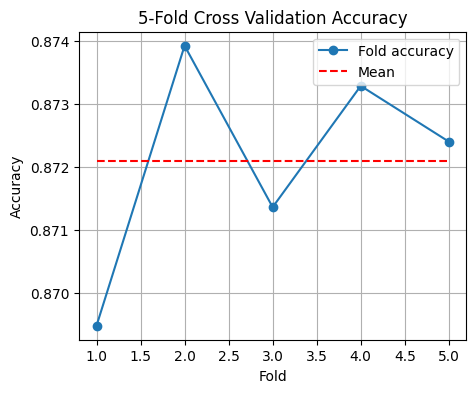 5-Fold Cross Validation Accuracy
0.874
Fold accuracy
Mean
0.873
0.872
0.871
0.870
Accuracy
1.0 1.5 2.0 2.5 3.0 3.5 4.0 4.5 5.0
Fold